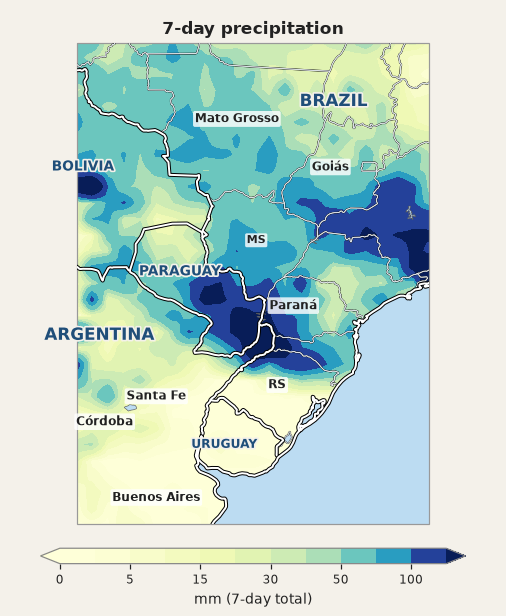 7-day precipitation
BRAZIL
Mato Grosso
BOLIVIA
Goiás
MS
PARAGUAY
Paraná
ARGENTINA
RS
Santa Fe
Córdoba
URUGUAY
Buenos Aires
0 5 15 30 50 100
mm (7-day total)